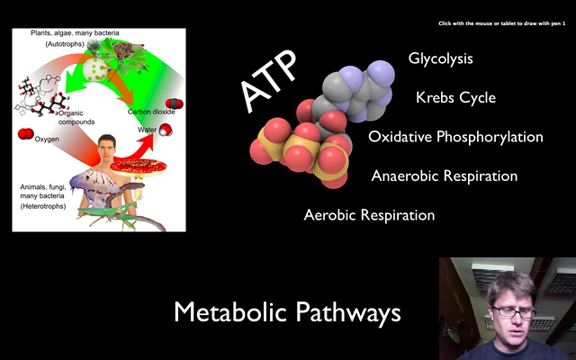 Click with the mouse or tablet to draw with pen 1
Plants, algae, many bacteria
(Autotrophs)
Organic
compounds
Carbon dioxide
Water
Oxygen
Animals, fungi,
many bacteria
(Heterotrophs)
ATP
Glycolysis
Krebs Cycle
Oxidative Phosphorylation
Anaerobic Respiration
Aerobic Respiration
Metabolic Pathways